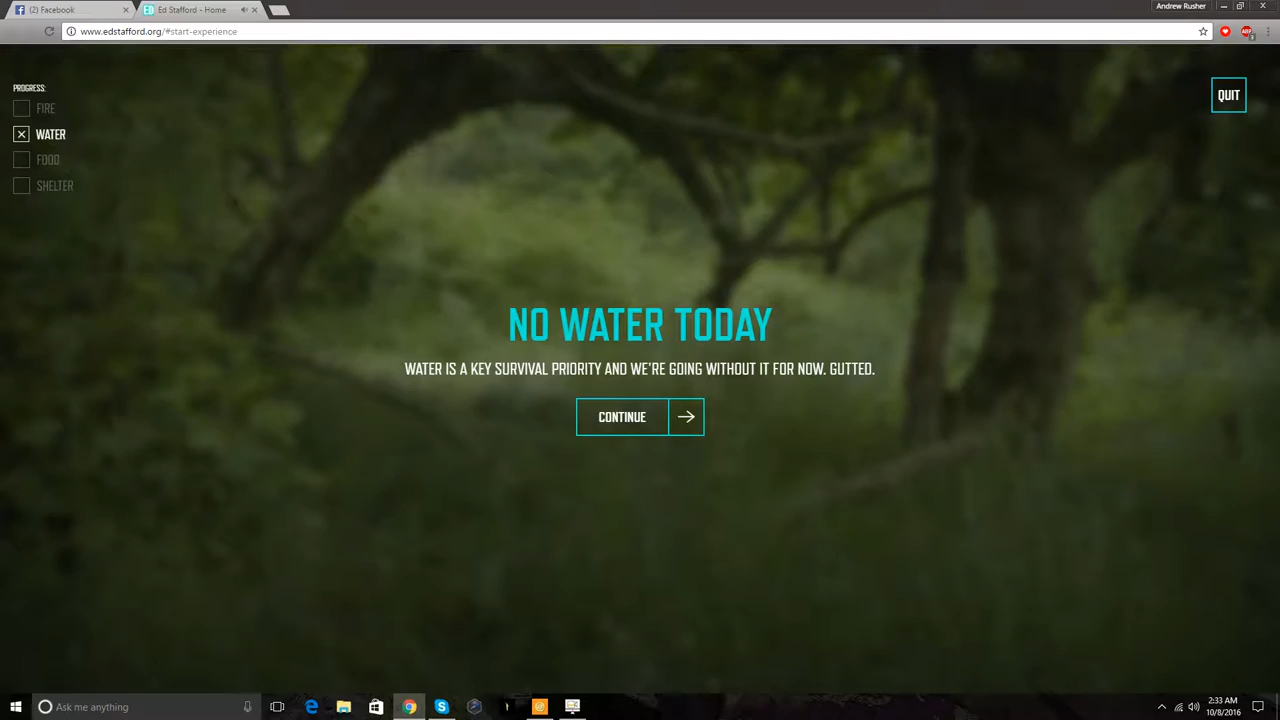 (2) Facebook
Ed Stafford - Home
Andrew Rusher
www.edstafford.org/#start-experience
ABP
PROGRESS:
FIRE
WATER
FOOD
SHELTER
QUIT
NO WATER TODAY
WATER IS A KEY SURVIVAL PRIORITY AND WE'RE GOING WITHOUT IT FOR NOW. GUTTED.
CONTINUE
Ask me anything
2:33 AM
10/8/2016